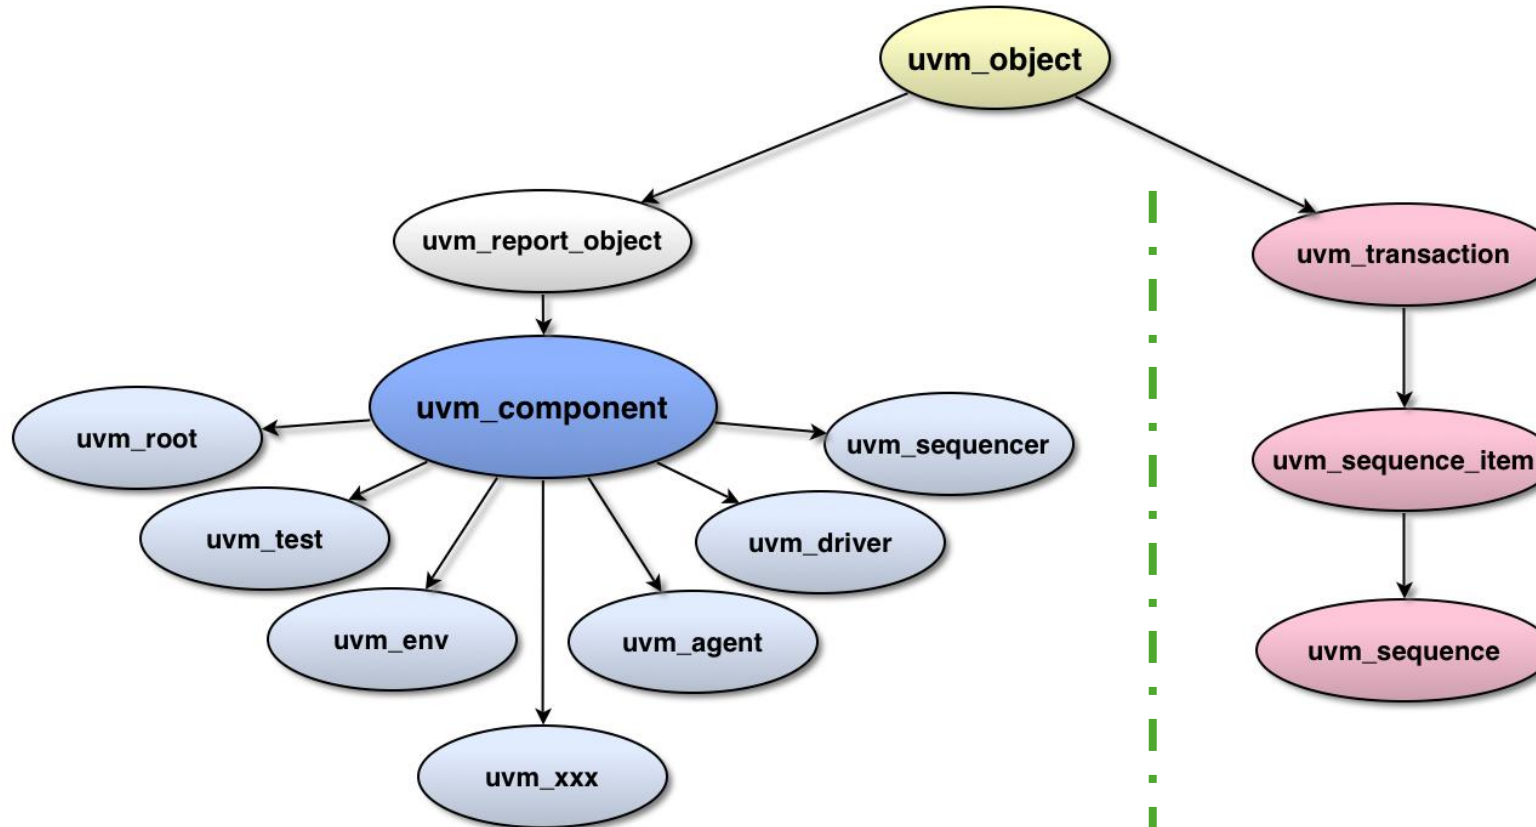 uvm_object
uvm_report_object
uvm_transaction
uvm_component
uvm_root
uvm_sequencer
uvm_sequence_item
uvm_test
uvm_driver
uvm_env
uvm_agent
uvm_sequence
uvm_xxx